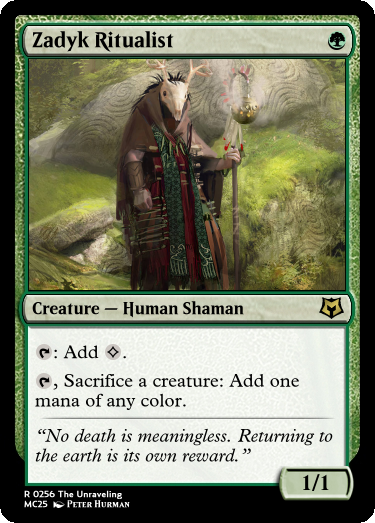 Zadyk Ritualist
Creature — Human Shaman
: Add .
, Sacrifice a creature: Add one
mana of any color.
“No death is meaningless. Returning to
the earth is its own reward.”
1/1
R 0256 The Unraveling
MC25 Peter Hurman